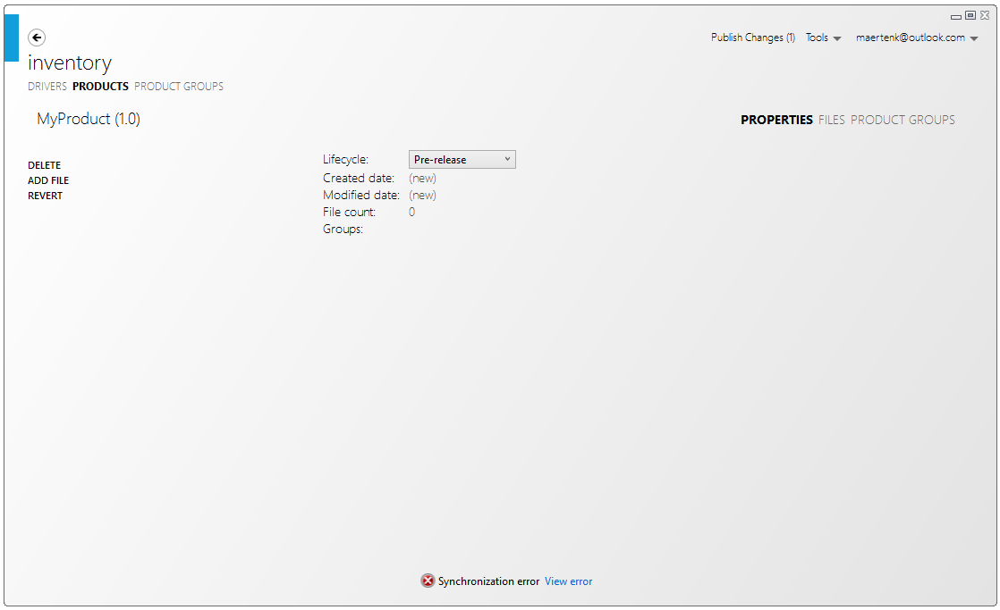 Publish Changes (1) Tools maertenk@outlook.com
inventory
DRIVERS PRODUCTS PRODUCT GROUPS
MyProduct (1.0)
PROPERTIES FILES PRODUCT GROUPS
DELETE
ADD FILE
REVERT
Lifecycle: Pre-release
Created date: (new)
Modified date: (new)
File count: 0
Groups:
Synchronization error View error